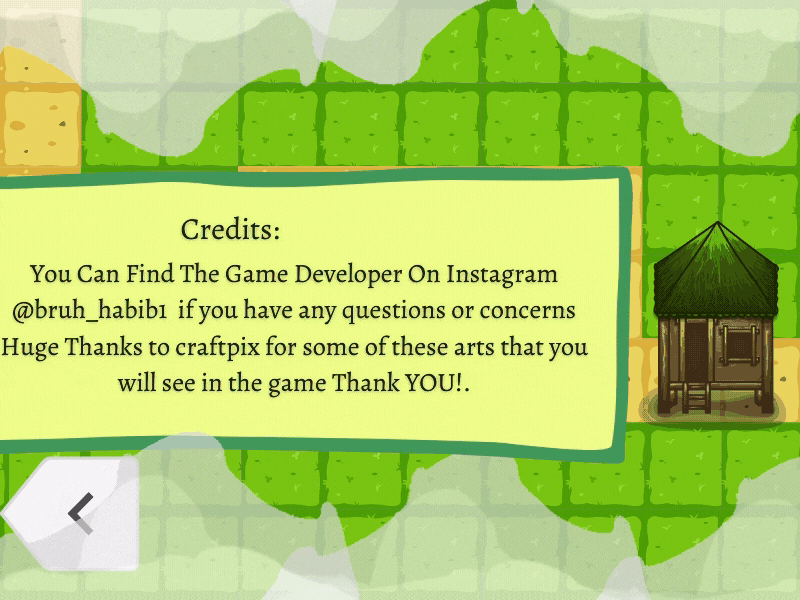 Credits:
You Can Find The Game Developer On Instagram
@bruh_habib1 if you have any questions or concerns
Huge Thanks to craftpix for some of these arts that you
will see in the game Thank YOU!.